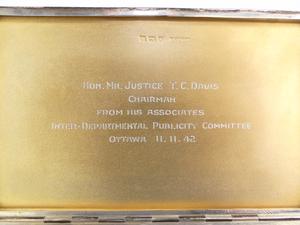 Hon. Mr. Justice T. C. Davis
Chairman
from his associates
Inter-Departmental Publicity Committee
Ottawa 11.11.42